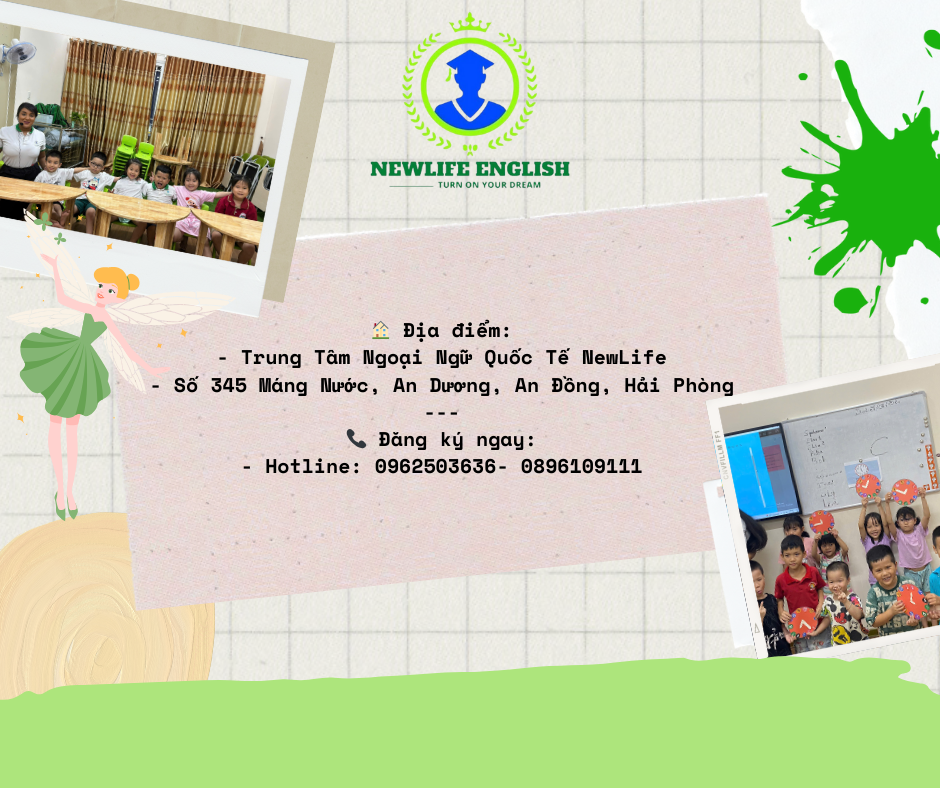 NEWLIFE ENGLISH
TURN ON YOUR DREAM
🏠 Địa điểm:
- Trung Tâm Ngoại Ngữ Quốc Tế NewLife
- Số 345 Máng Nước, An Dương, An Đồng, Hải Phòng
---
📞 Đăng ký ngay:
- Hotline: 0962503636- 0896109111